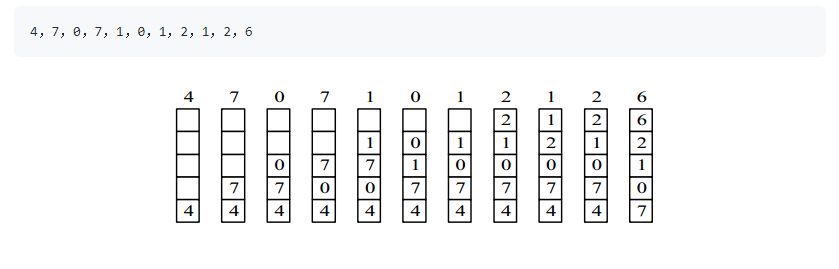 4, 7, 0, 7, 1, 0, 1, 2, 1, 2, 6
4 7 0 7 1 0 1 2 1 2 6
2 1 2 6
1 0 1 1 2 1 2
0 7 7 1 0 0 0 0 1
7 7 0 0 7 7 7 7 7 0
4 4 4 4 4 4 4 4 4 4 7